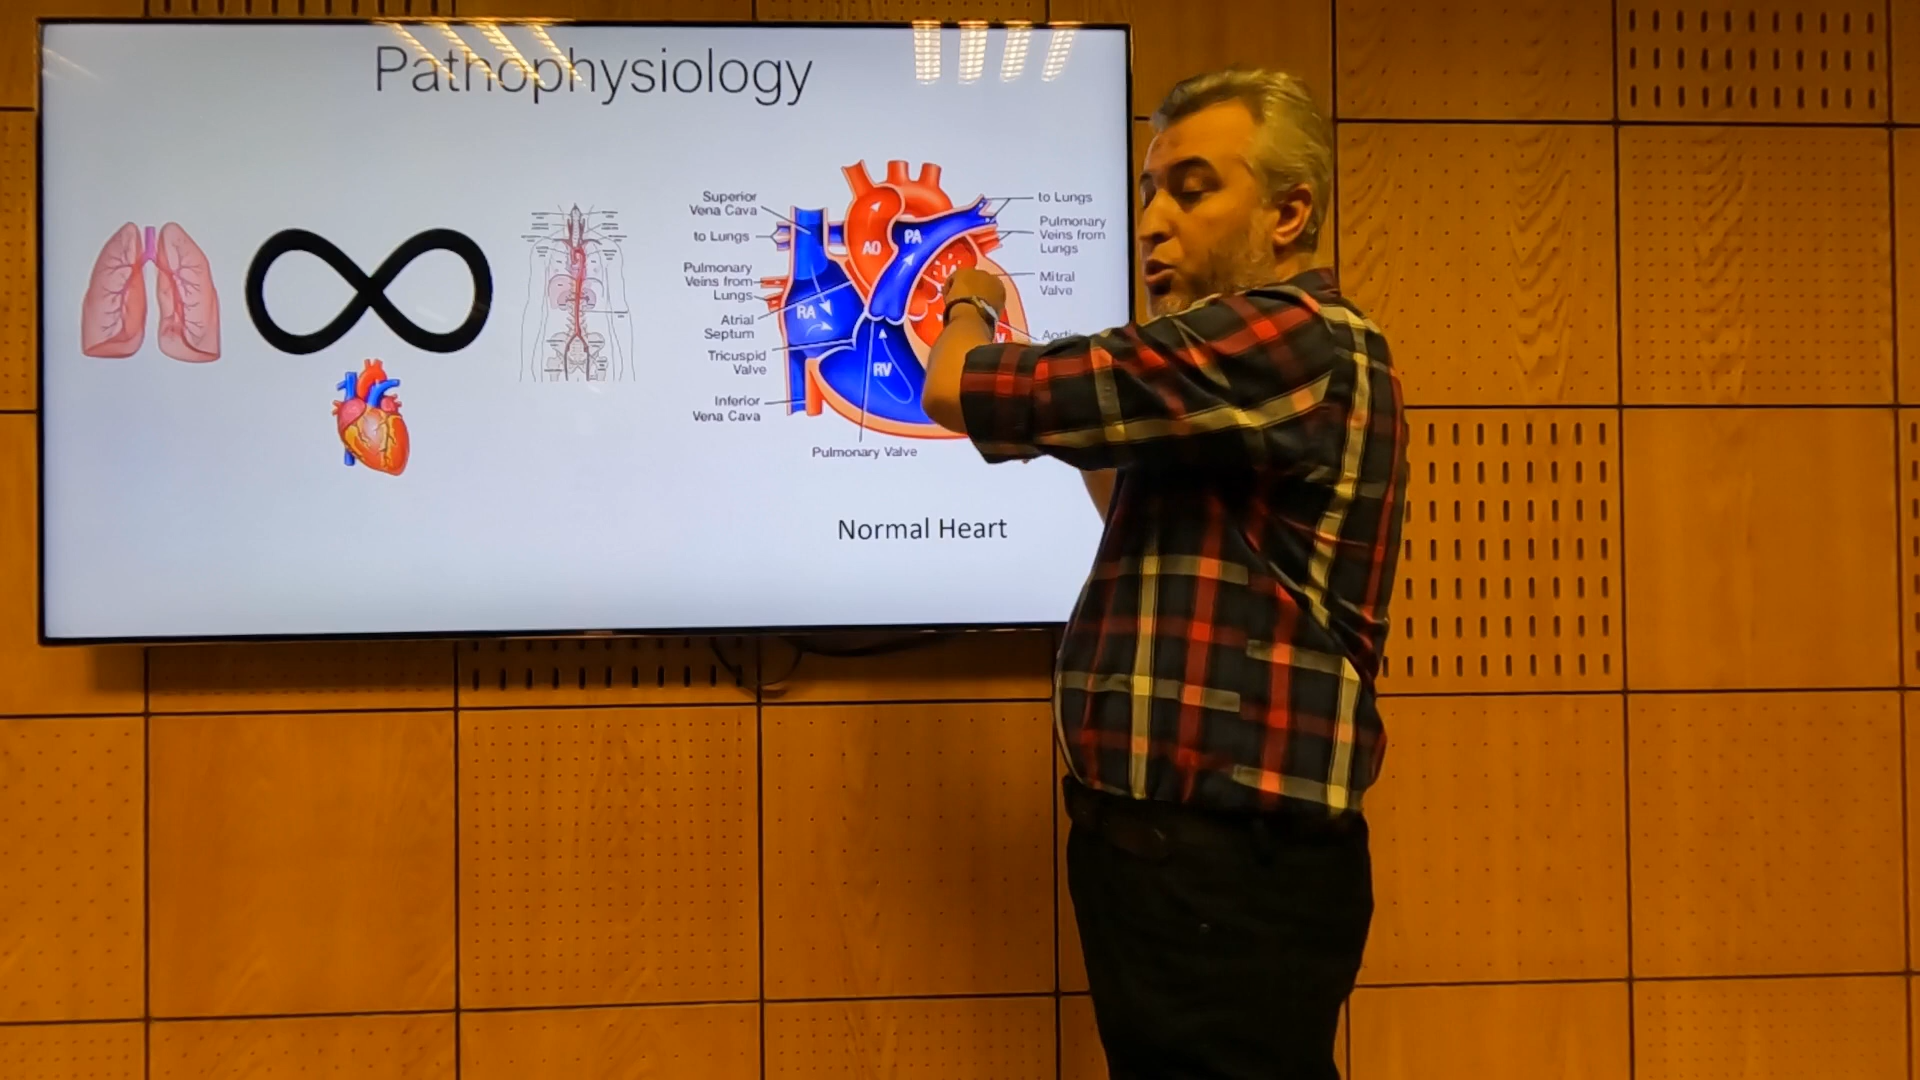 Pathophysiology
Superior
Vena Cava
to Lungs
Pulmonary
Veins from
Lungs
Atrial
Septum
Tricuspid
Valve
Inferior
Vena Cava
Pulmonary Valve
AO
PA
RA
RV
to Lungs
Pulmonary
Veins from
Lungs
Mitral
Valve
Normal Heart